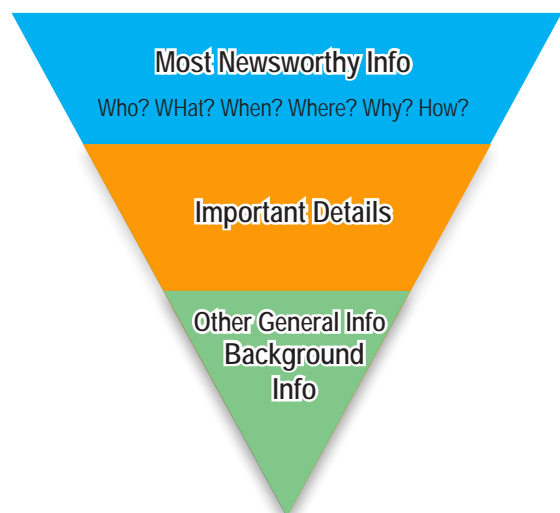 Most Newsworthy Info
Who? WHat? When? Where? Why? How?
Important Details
Other General Info
Background
Info